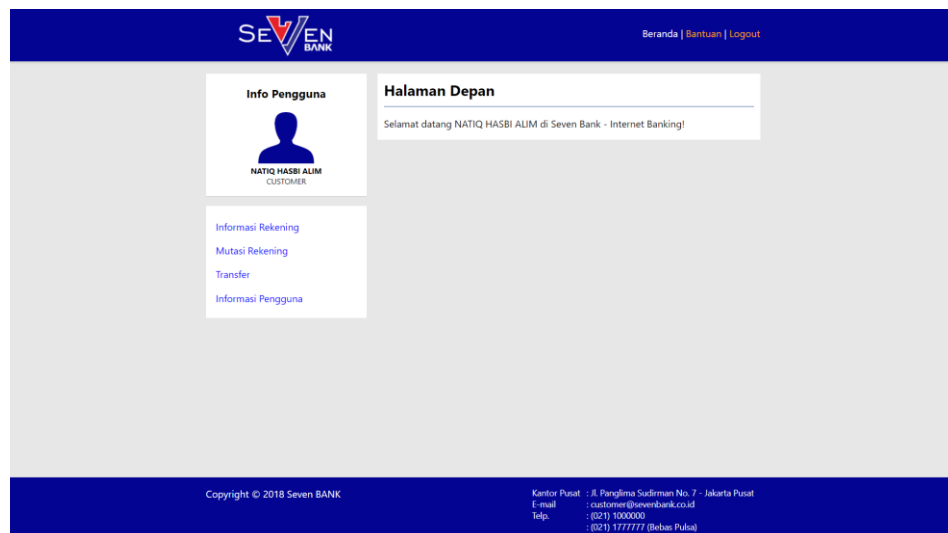 SEVEN
BANK
Beranda | Bantuan | Logout
Info Pengguna
NATIQ HASBI ALIM
CUSTOMER
Informasi Rekening
Mutasi Rekening
Transfer
Informasi Pengguna
Halaman Depan
Selamat datang NATIQ HASBI ALIM di Seven Bank - Internet Banking!
Copyright © 2018 Seven BANK
Kantor Pusat : Jl. Panglima Sudirman No. 7 - Jakarta Pusat
E-mail : customer@sevenbank.co.id
Telp. : (021) 1000000
: (021) 1777777 (Bebas Pulsa)